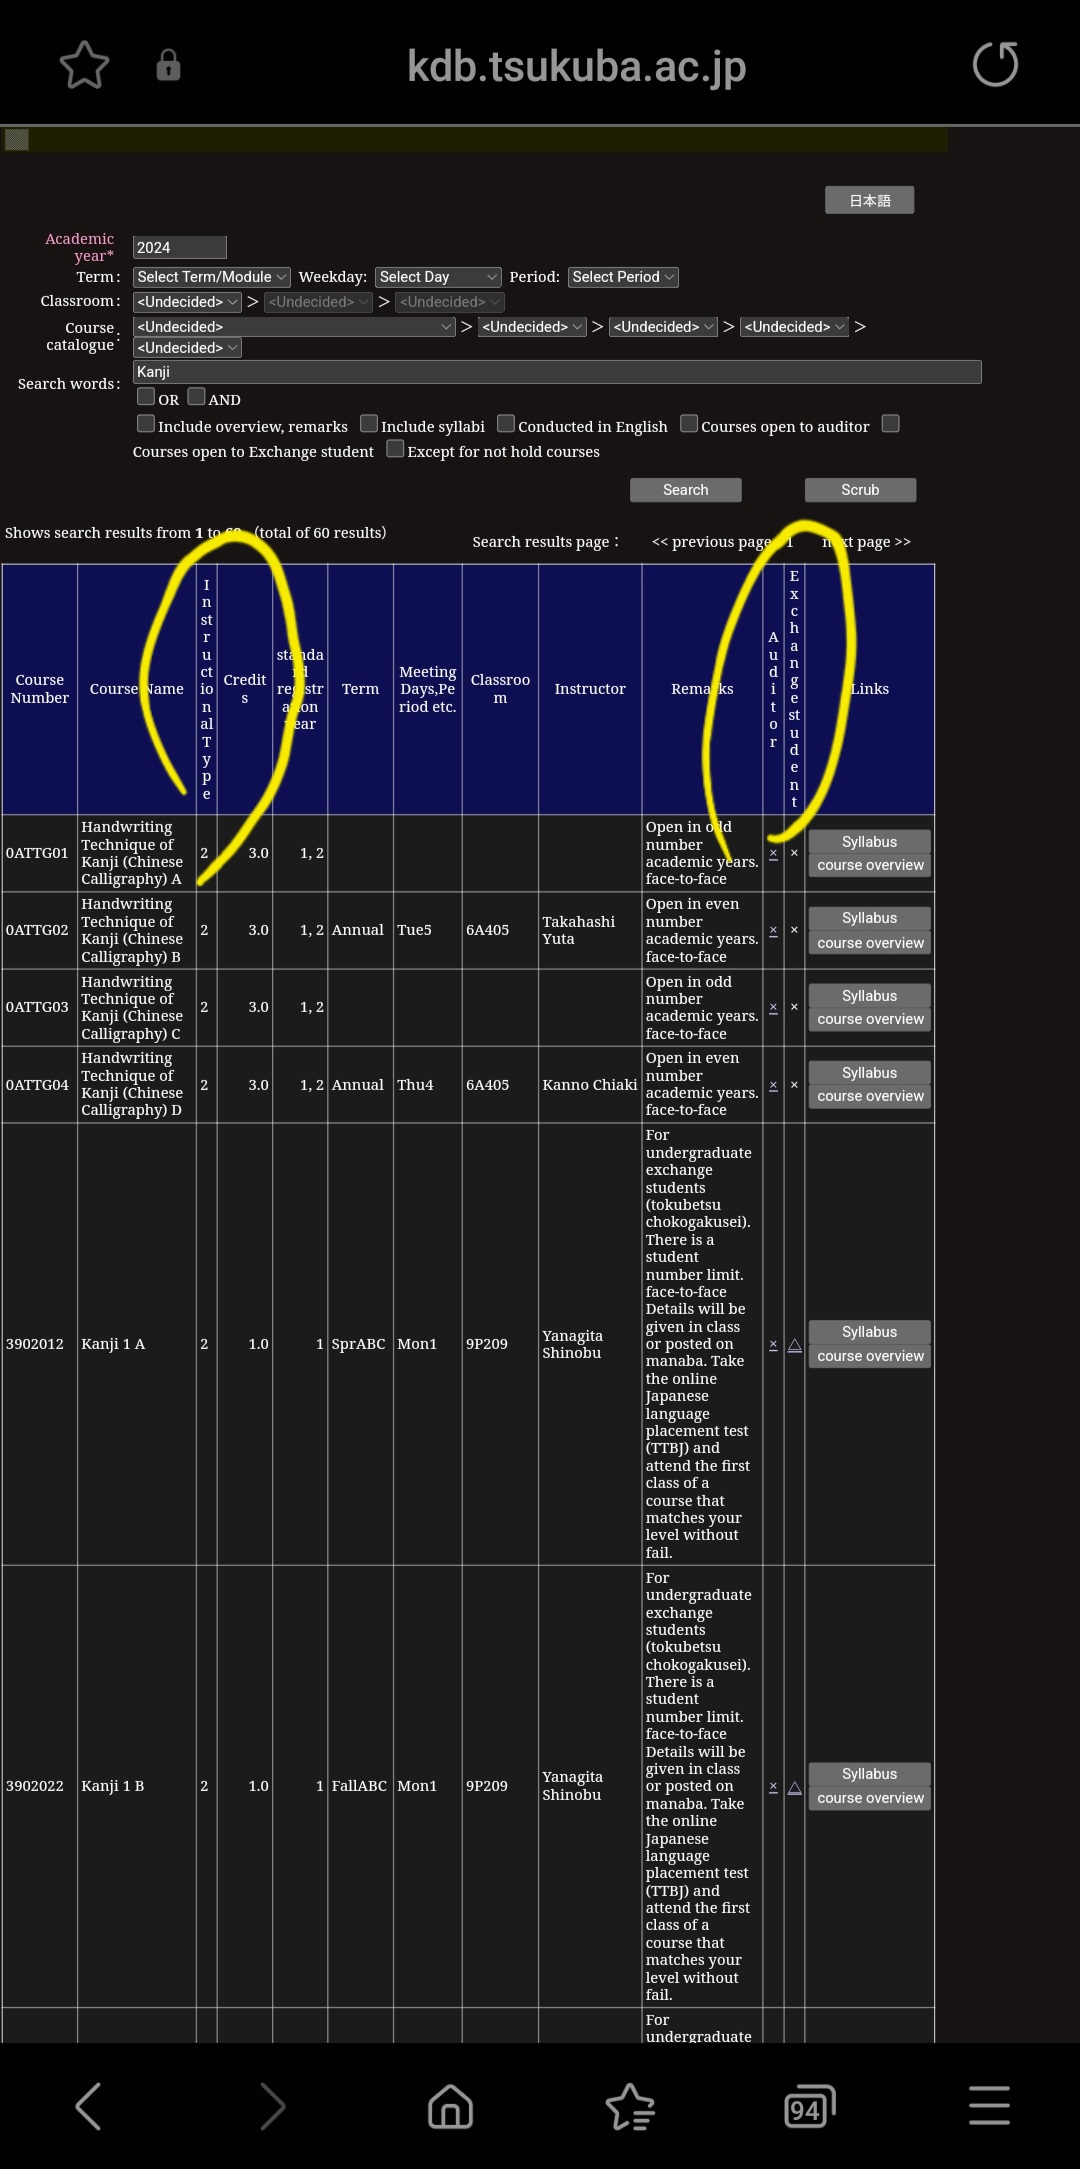 kdb.tsukuba.ac.jp
日本語
Academic year*
2024
Term: Select Term/Module Weekday: Select Day Period: Select Period
Classroom: <Undecided> > <Undecided> > <Undecided>
Course catalogue: <Undecided> > <Undecided> > <Undecided> > <Undecided> >
<Undecided>
Search words: Kanji
OR AND
Include overview, remarks Include syllabi Conducted in English Courses open to auditor
Courses open to Exchange student Except for not hold courses
Search Scrub
Shows search results from 1 to 60 (total of 60 results)
Search results page : << previous page 1 next page >>
Course Number Course Name Instructional Type Credits standard registration year Term Meeting Days,Period etc. Classroom Instructor Remarks Auditor Exchange student Links
0ATTG01 Handwriting Technique of Kanji (Chinese Calligraphy) A 2 3.0 1, 2 Open in odd number academic years. face-to-face × × Syllabus course overview
0ATTG02 Handwriting Technique of Kanji (Chinese Calligraphy) B 2 3.0 1, 2 Annual Tue5 6A405 Takahashi Yuta Open in even number academic years. face-to-face × × Syllabus course overview
0ATTG03 Handwriting Technique of Kanji (Chinese Calligraphy) C 2 3.0 1, 2 Open in odd number academic years. face-to-face × × Syllabus course overview
0ATTG04 Handwriting Technique of Kanji (Chinese Calligraphy) D 2 3.0 1, 2 Annual Thu4 6A405 Kanno Chiaki Open in even number academic years. face-to-face × × Syllabus course overview
3902012 Kanji 1 A 2 1.0 1 SprABC Mon1 9P209 Yanagita Shinobu For undergraduate exchange students (tokubetsu chokogakusei). There is a student number limit. face-to-face Details will be given in class or posted on manaba. Take the online Japanese language placement test (TTBJ) and attend the first class of a course that matches your level without fail. × △ Syllabus course overview
3902022 Kanji 1 B 2 1.0 1 FallABC Mon1 9P209 Yanagita Shinobu For undergraduate exchange students (tokubetsu chokogakusei). There is a student number limit. face-to-face Details will be given in class or posted on manaba. Take the online Japanese language placement test (TTBJ) and attend the first class of a course that matches your level without fail. × △ Syllabus course overview
For
undergraduate
94